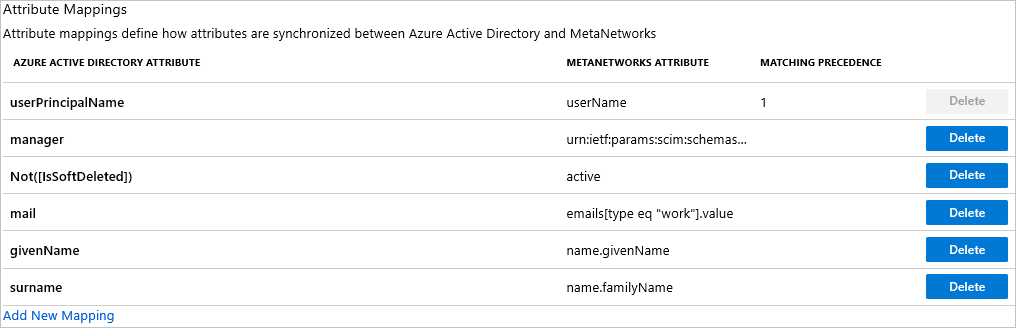 Attribute Mappings
Attribute mappings define how attributes are synchronized between Azure Active Directory and MetaNetworks
AZURE ACTIVE DIRECTORY ATTRIBUTE METANETWORKS ATTRIBUTE MATCHING PRECEDENCE
userPrincipalName userName 1 Delete
manager urn:ietf:params:scim:schemas... Delete
Not([IsSoftDeleted]) active Delete
mail emails[type eq "work"].value Delete
givenName name.givenName Delete
surname name.familyName Delete
Add New Mapping